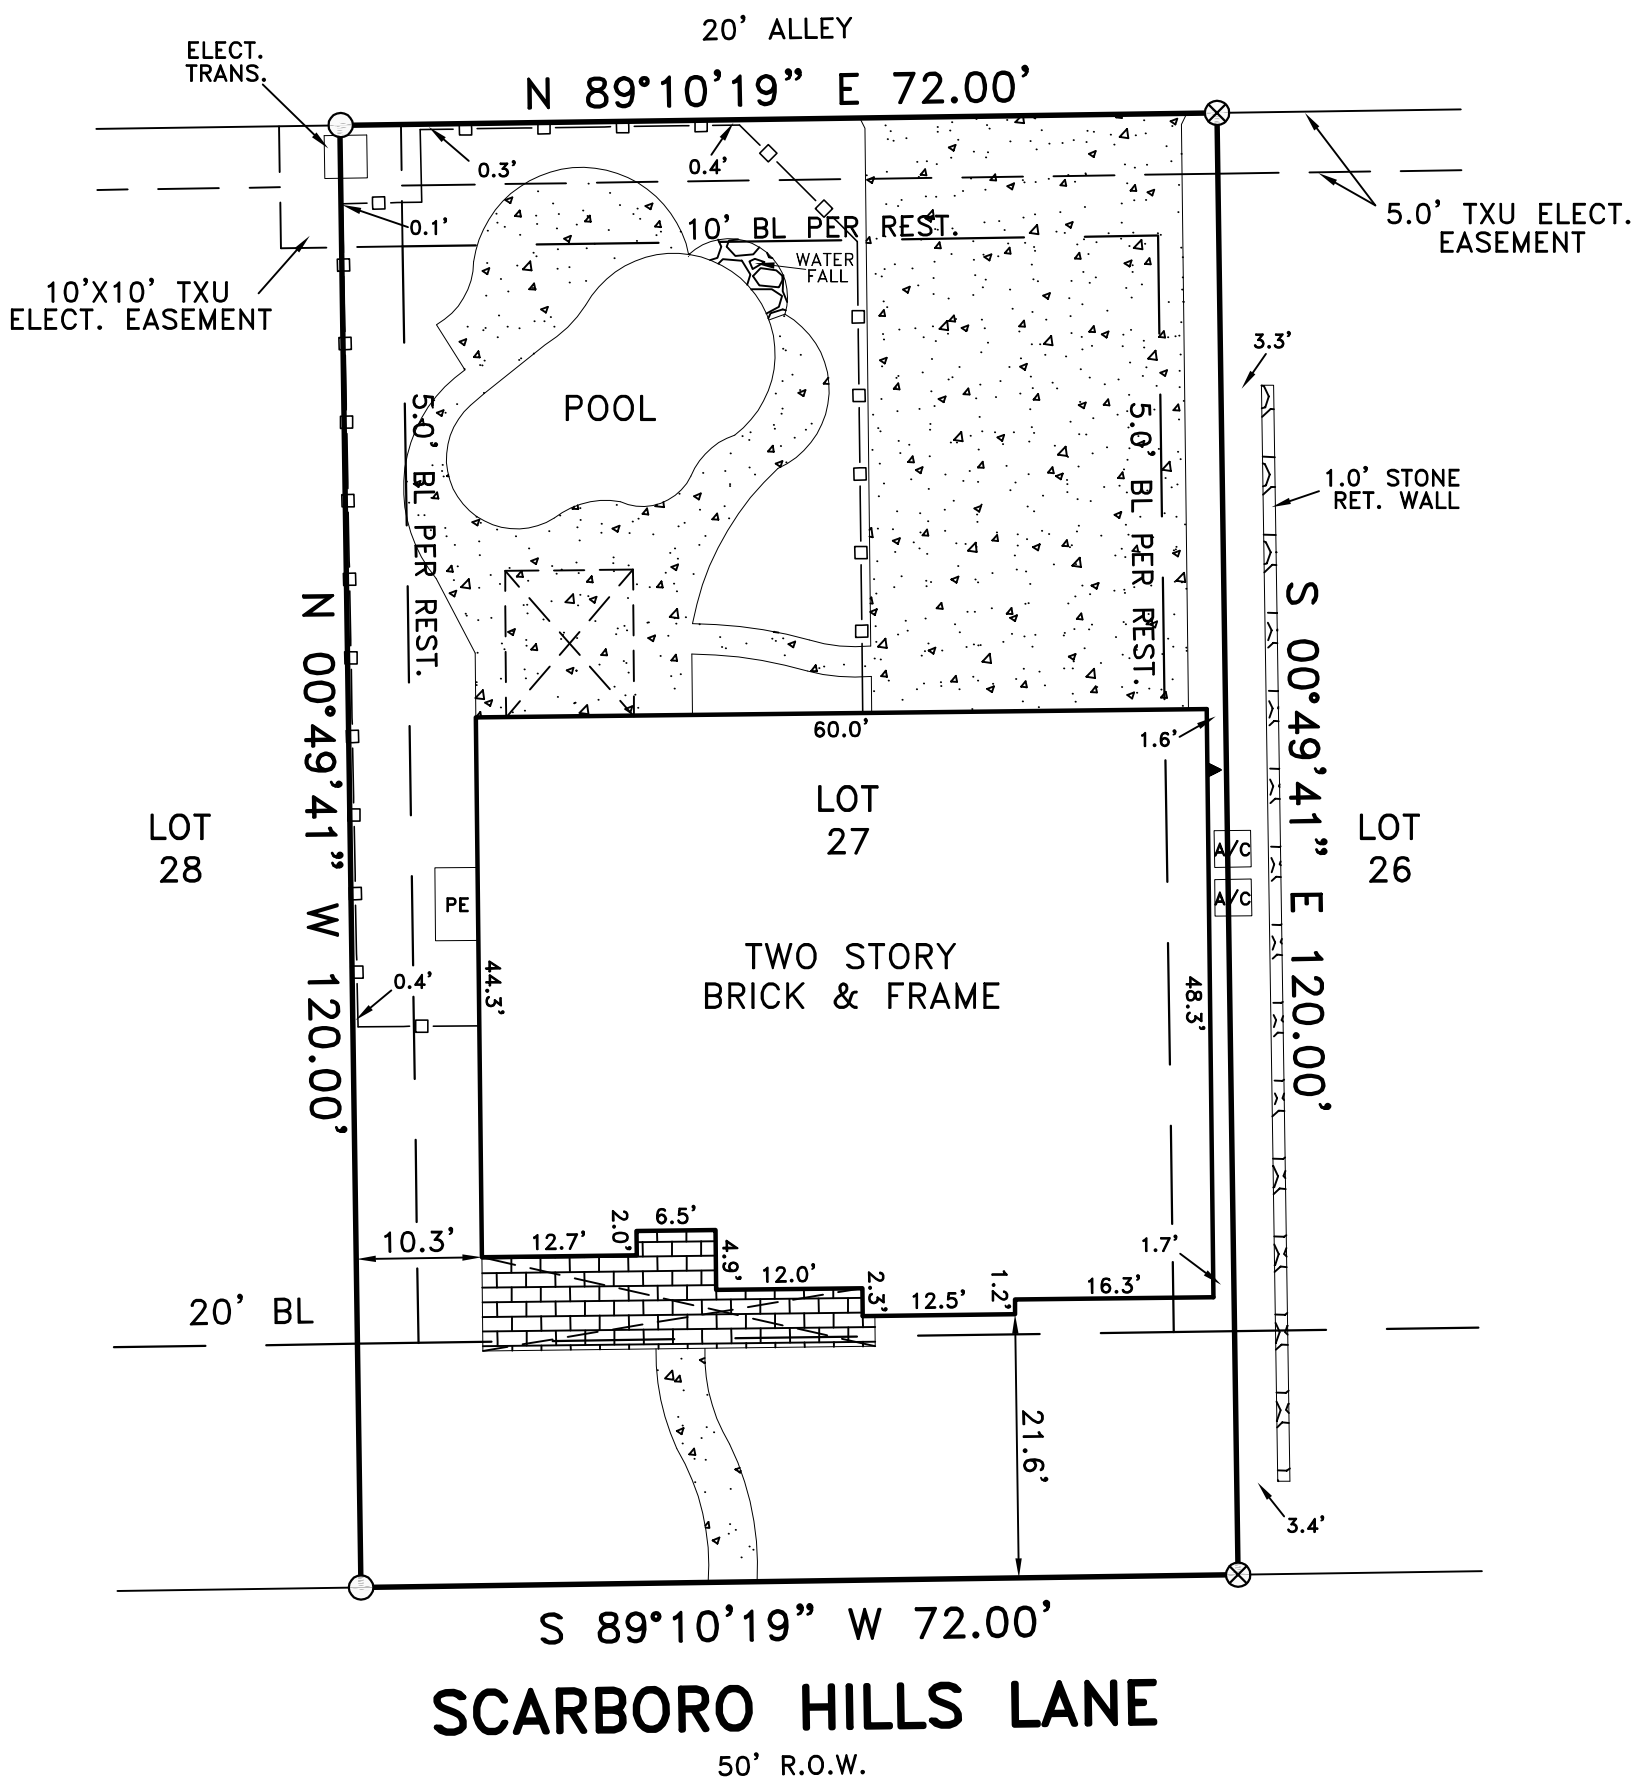 20' ALLEY
ELECT.
TRANS.
N 89°10'19" E 72.00'
0.3'
0.4'
0.1'
10' BL PER REST.
5.0' TXU ELECT.
EASEMENT
WATER
FALL
10'X10' TXU
ELECT. EASEMENT
3.3'
POOL
5.0' BL PER REST.
5.0' BL PER REST.
1.0' STONE
RET. WALL
N 00°49'41" W 120.00'
S 00°49'41" E 120.00'
60.0'
1.6'
LOT
27
LOT
28
LOT
26
A/C
A/C
PE
TWO STORY
BRICK & FRAME
44.3'
48.3'
0.4'
10.3'
12.7'
2.0'
6.5'
4.9'
12.0'
2.3'
12.5'
1.2'
16.3'
1.7'
20' BL
21.6'
3.4'
S 89°10'19" W 72.00'
SCARBORO HILLS LANE
50' R.O.W.